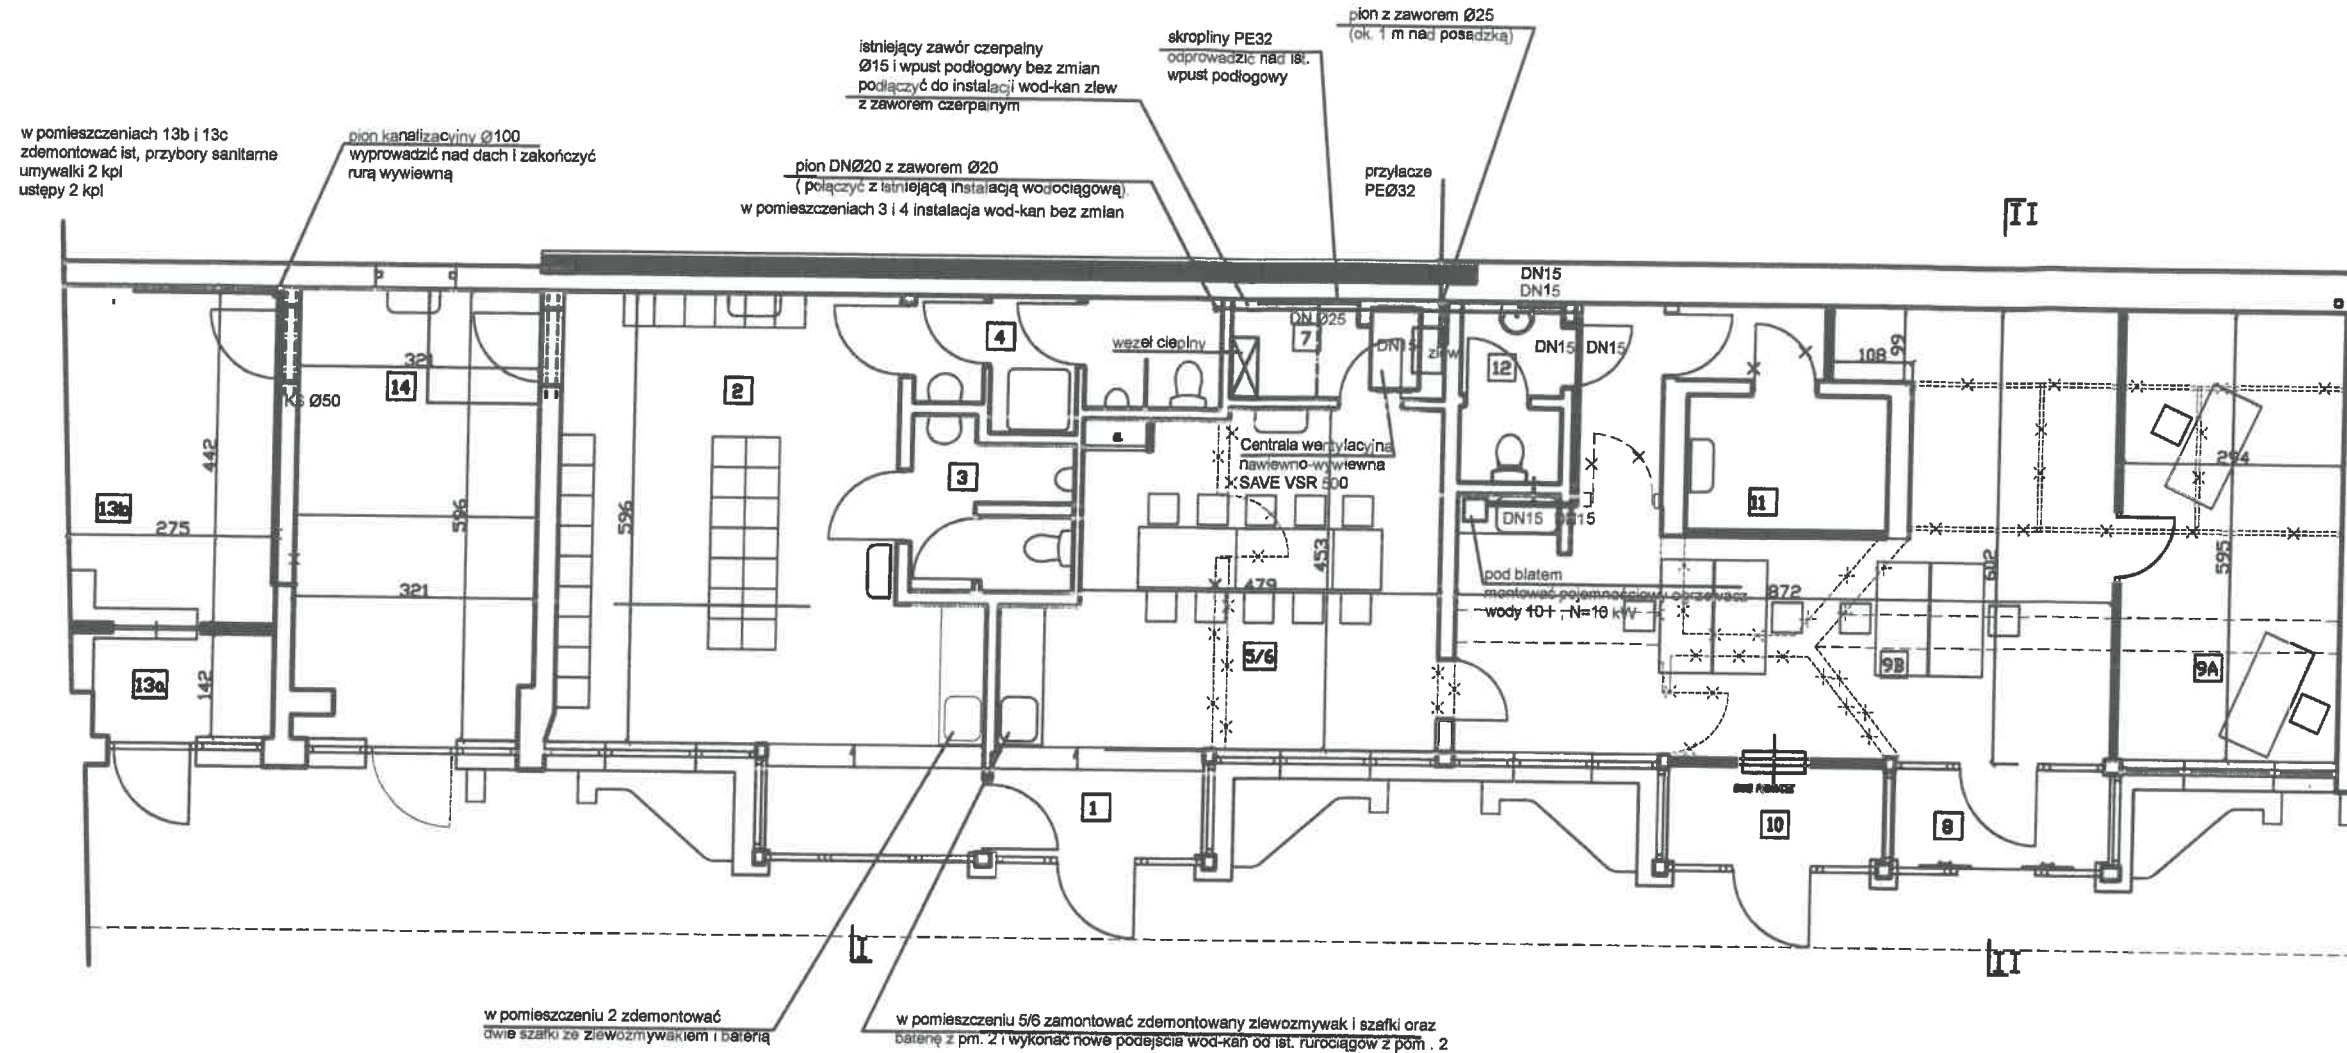 pion z zaworem Ø25
(ok. 1 m nad posadzką)
skropliny PE32
odprowadzić nad ist.
wpust podłogowy
istniejący zawór czerpalny
Ø15 i wpust podłogowy bez zmian
podłączyć do instalacji wod-kan zlew
z zaworem czerpalnym
w pomieszczeniach 13b i 13c
zdemontować ist, przybory sanitarne
umywalki 2 kpl
ustępy 2 kpl
pion kanalizacyjny Ø100
wyprowadzić nad dach i zakończyć
rurą wywiewną
pion DNØ20 z zaworem Ø20
( połączyć z istniejącą instalacją wodociągową)
w pomieszczeniach 3 i 4 instalacja wod-kan bez zmian
przyłacze
PEØ32
II
DN15
DN15
DN Ø25
4
węzeł cieplny
7
DN15
zlew
DN15
DN15
12
108
99
321
14
2
KS Ø50
442
a
Centrala wentylacyjna
nawiewno-wywiewna
SAVE VSR 500
294
3
11
13b
275
596
596
DN15
DN15
453
479
602
595
321
pod blatem
montować pojemnościowy ogrzewacz
wody 10 l , N=10 kW
872
13a
142
5/6
9B
9A
1
10
8
I
II
w pomieszczeniu 2 zdemontować
dwie szafki ze zlewozmywakiem i baterią
w pomieszczeniu 5/6 zamontować zdemontowany zlewozmywak i szafki oraz
baterię z pm. 2 i wykonać nowe podejścia wod-kan od ist. rurociągów z pom . 2